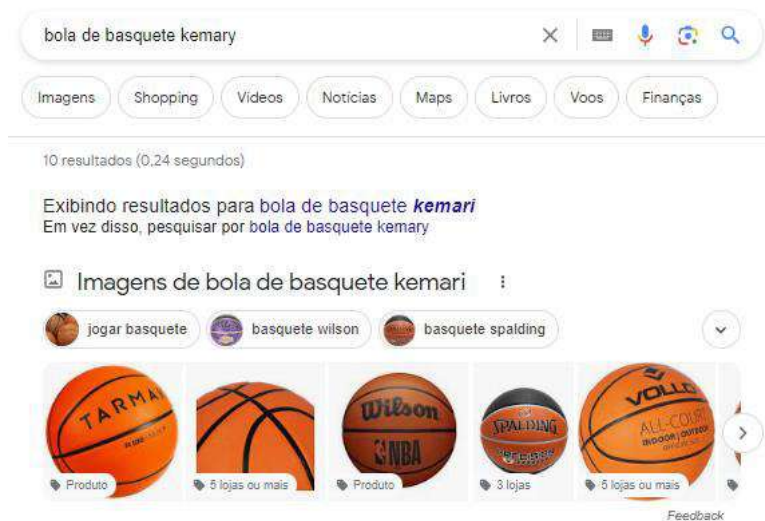 bola de basquete kemary
Imagens Shopping Vídeos Notícias Maps Livros Voos Finanças
10 resultados (0,24 segundos)
Exibindo resultados para bola de basquete kemari
Em vez disso, pesquisar por bola de basquete kemary
Imagens de bola de basquete kemari
jogar basquete basquete wilson basquete spalding
TARMAK
Wilson
NBA
SPALDING
PRECISION
VOLLO
ALL-COURT
INDOOR | OUTDOOR
Produto 5 lojas ou mais Produto 3 lojas 5 lojas ou mais
Feedback